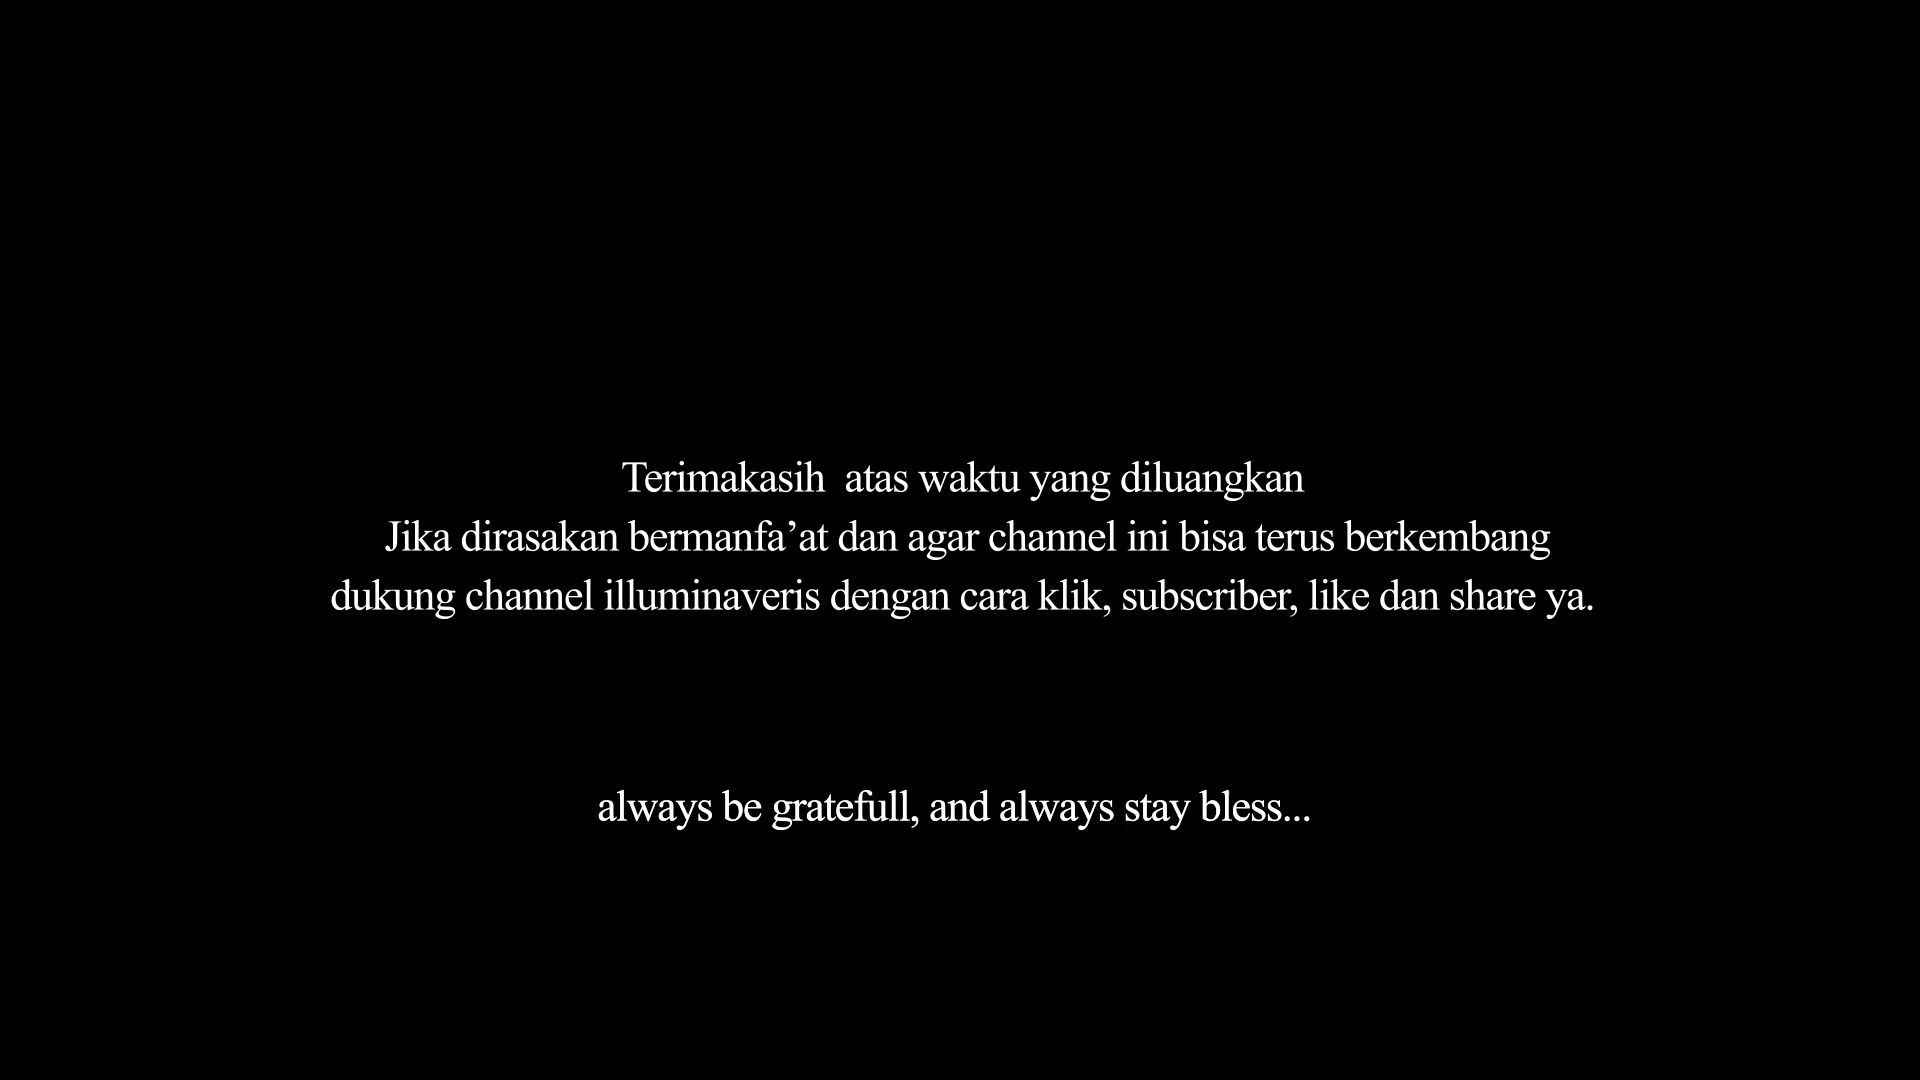 Terimakasih  atas waktu yang diluangkan
Jika dirasakan bermanfa’at dan agar channel ini bisa terus berkembang
dukung channel illuminaveris dengan cara klik, subscriber, like dan share ya.
always be gratefull, and always stay bless...